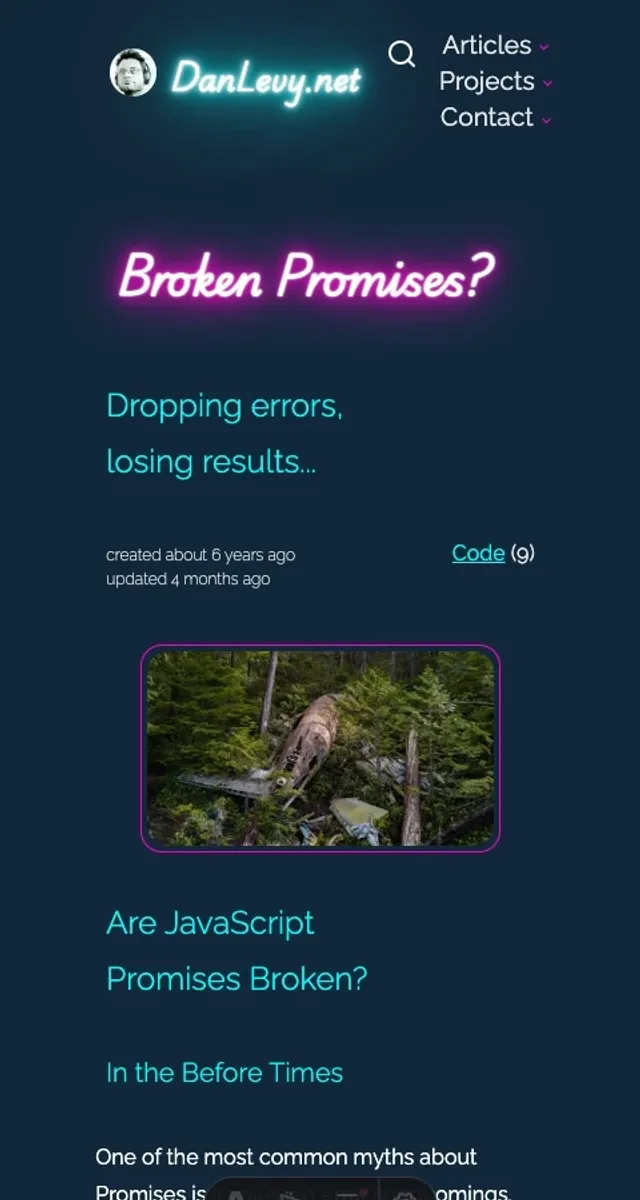 DanLevy.net
Articles
Projects
Contact
Broken Promises?
Dropping errors,
losing results...
created about 6 years ago
updated 4 months ago
Code (9)
Are JavaScript
Promises Broken?
In the Before Times
One of the most common myths about
Promises is omings.